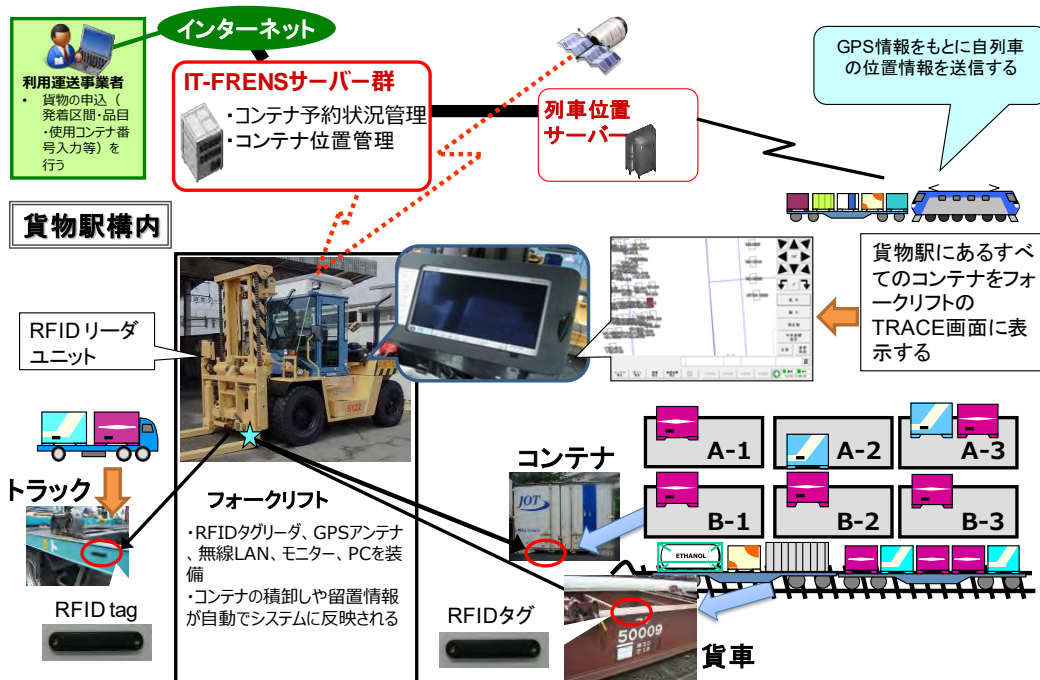 インターネット
利用運送事業者
• 貨物の申込（
発着区間・品目
・使用コンテナ番
号入力等）を
行う
IT-FRENSサーバー群
・コンテナ予約状況管理
・コンテナ位置管理
列車位置
サーバー
GPS情報をもとに自列車
の位置情報を送信する
貨物駅構内
RFIDリーダ
ユニット
貨物駅にあるすべ
てのコンテナをフォ
ークリフトの
TRACE画面に表
示する
トラック
RFID tag
フォークリフト
・RFIDタグリーダ、GPSアンテナ
、無線LAN、モニター、PCを装
備
・コンテナの積卸しや留置情報
が自動でシステムに反映される
コンテナ
JOT
A-1
A-2
A-3
B-1
B-2
B-3
ETHANOL
RFIDタグ
50009
貨車